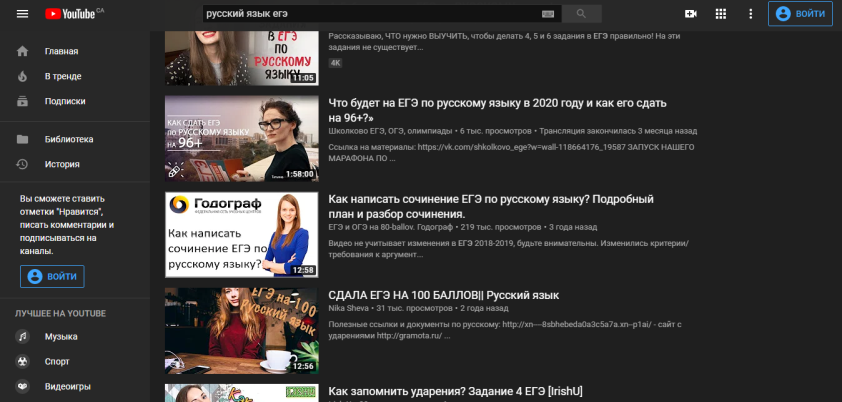 YouTube CA
русский язык егэ
ВОЙТИ
Главная
В тренде
Подписки
Библиотека
История
Вы сможете ставить
отметки "Нравится",
писать комментарии и
подписываться на
каналы.
ВОЙТИ
ЛУЧШЕЕ НА YOUTUBE
Музыка
Спорт
Видеоигры
В ЕГЭ
ПО
РУССКОМУ
ЯЗЫКУ
11:05
Рассказываю, ЧТО нужно ВЫУЧИТЬ, чтобы делать 4, 5 и 6 задания в ЕГЭ правильно! На эти
задания не существует...
4K
КАК СДАТЬ ЕГЭ
ПО РУССКОМУ ЯЗЫКУ
НА 96+
1:58:00
Что будет на ЕГЭ по русскому языку в 2020 году и как его сдать
на 96+?»
Школково ЕГЭ, ОГЭ, олимпиады • 6 тыс. просмотров • Трансляция закончилась 3 месяца назад
Ссылка на материалы: https://vk.com/shkolkovo_ege?w=wall-118664176_19587 ЗАПУСК НАШЕГО
МАРАФОНА ПО ...
Годограф
Как написать
сочинение ЕГЭ по
русскому языку?
12:58
Как написать сочинение ЕГЭ по русскому языку? Подробный
план и разбор сочинения.
ЕГЭ и ОГЭ на 80-ballov. Годограф • 219 тыс. просмотров • 3 года назад
Видео не учитывает изменения в ЕГЭ 2018-2019, будьте внимательны. Изменились критерии/
требования к аргумент...
ЕГЭ на 100
Русский
язык
12:56
СДАЛА ЕГЭ НА 100 БАЛЛОВ|| Русский язык
Nika Sheva • 31 тыс. просмотров • 2 года назад
Полезные ссылки и документы по русскому: http://xn----8sbhebeda0a3c5a7a.xn--p1ai/ - сайт с
ударениями http://gramota.ru/ ...
Как запомнить ударения? Задание 4 ЕГЭ [IrishU]